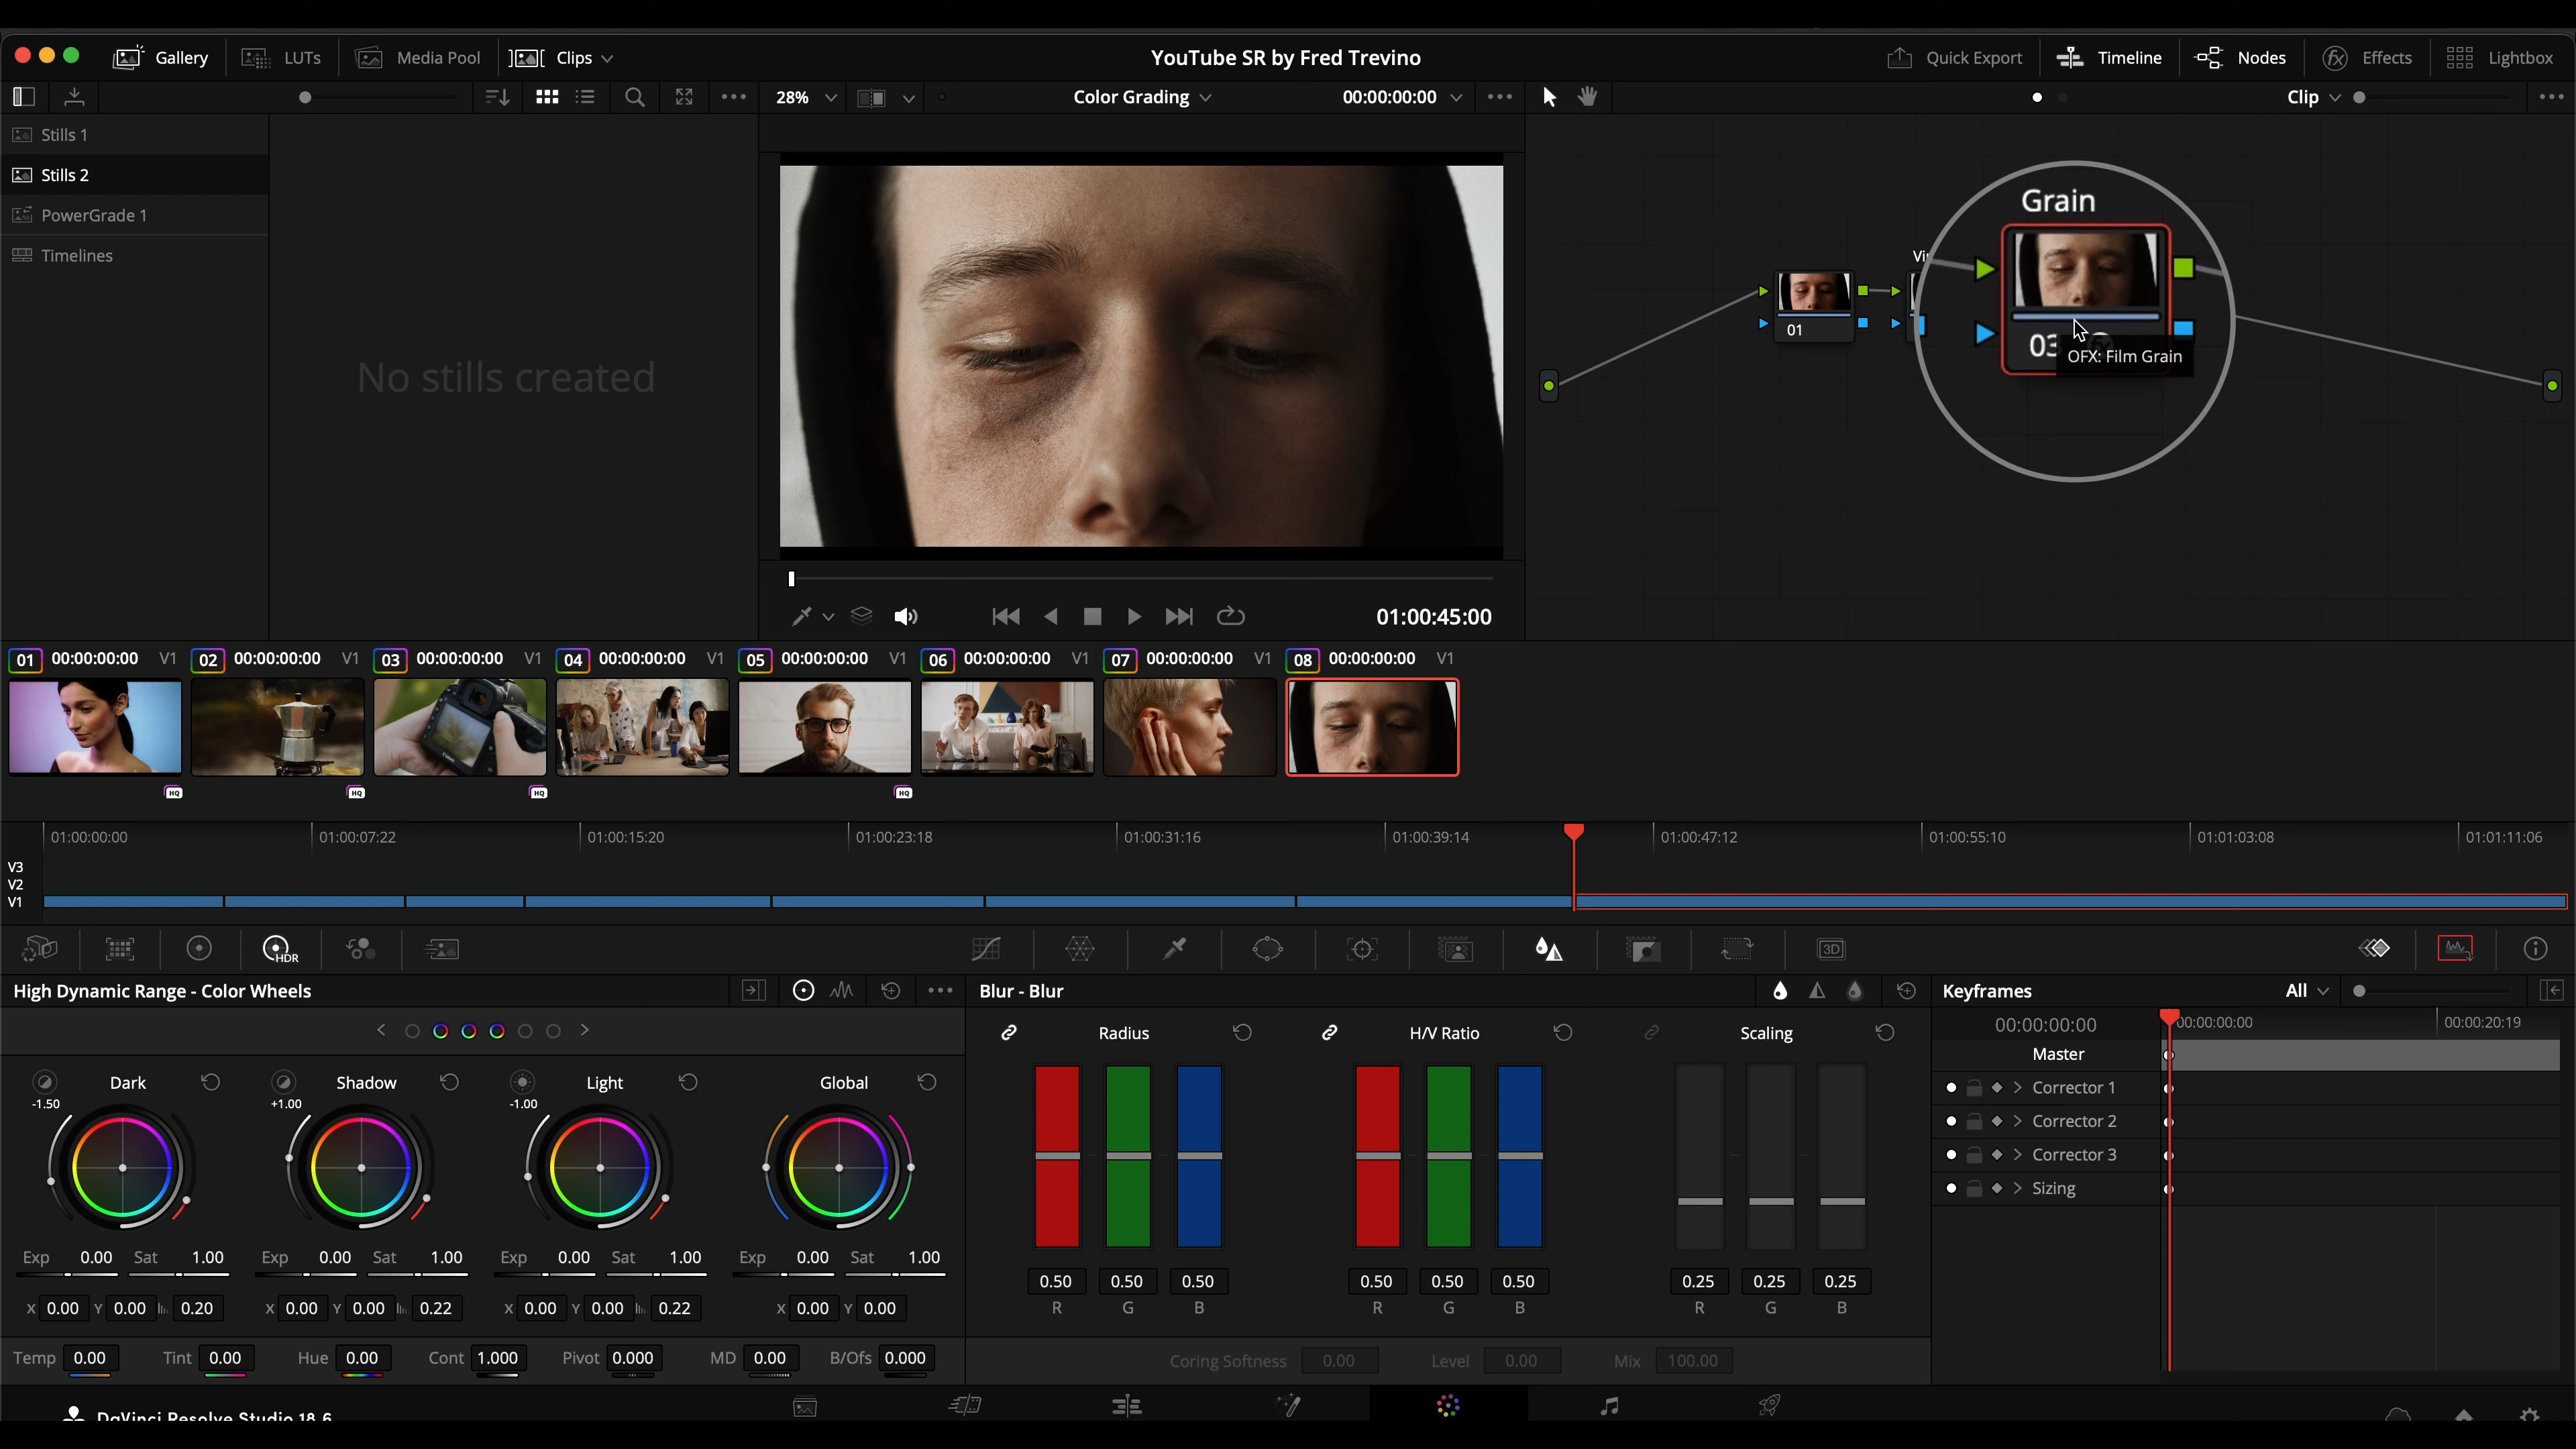 Gallery LUTs Media Pool Clips YouTube SR by Fred Trevino Quick Export Timeline Nodes Effects Lightbox
28% Color Grading 00:00:00:00 Clip
Stills 1
Stills 2
PowerGrade 1
Timelines
No stills created
Grain
01
OFX: Film Grain
01:00:45:00
01 00:00:00:00 V1 02 00:00:00:00 V1 03 00:00:00:00 V1 04 00:00:00:00 V1 05 00:00:00:00 V1 06 00:00:00:00 V1 07 00:00:00:00 V1 08 00:00:00:00 V1
HQ HQ HQ HQ
01:00:00:00 01:00:07:22 01:00:15:20 01:00:23:18 01:00:31:16 01:00:39:14 01:00:47:12 01:00:55:10 01:01:03:08 01:01:11:06
V3
V2
V1
HDR 3D
High Dynamic Range - Color Wheels
Dark Shadow Light Global
-1.50 +1.00 -1.00
Exp 0.00 Sat 1.00 Exp 0.00 Sat 1.00 Exp 0.00 Sat 1.00 Exp 0.00 Sat 1.00
X 0.00 Y 0.00 0.20 X 0.00 Y 0.00 0.22 X 0.00 Y 0.00 0.22 X 0.00 Y 0.00
Temp 0.00 Tint 0.00 Hue 0.00 Cont 1.000 Pivot 0.000 MD 0.00 B/Ofs 0.000
Blur - Blur
Radius H/V Ratio Scaling
0.50 0.50 0.50 0.50 0.50 0.50 0.25 0.25 0.25
R G B R G B R G B
Coring Softness 0.00 Level 0.00 Mix 100.00
Keyframes All
00:00:00:00 00:00:00:00 00:00:20:19
Master
Corrector 1
Corrector 2
Corrector 3
Sizing
DaVinci Resolve Studio 18.6